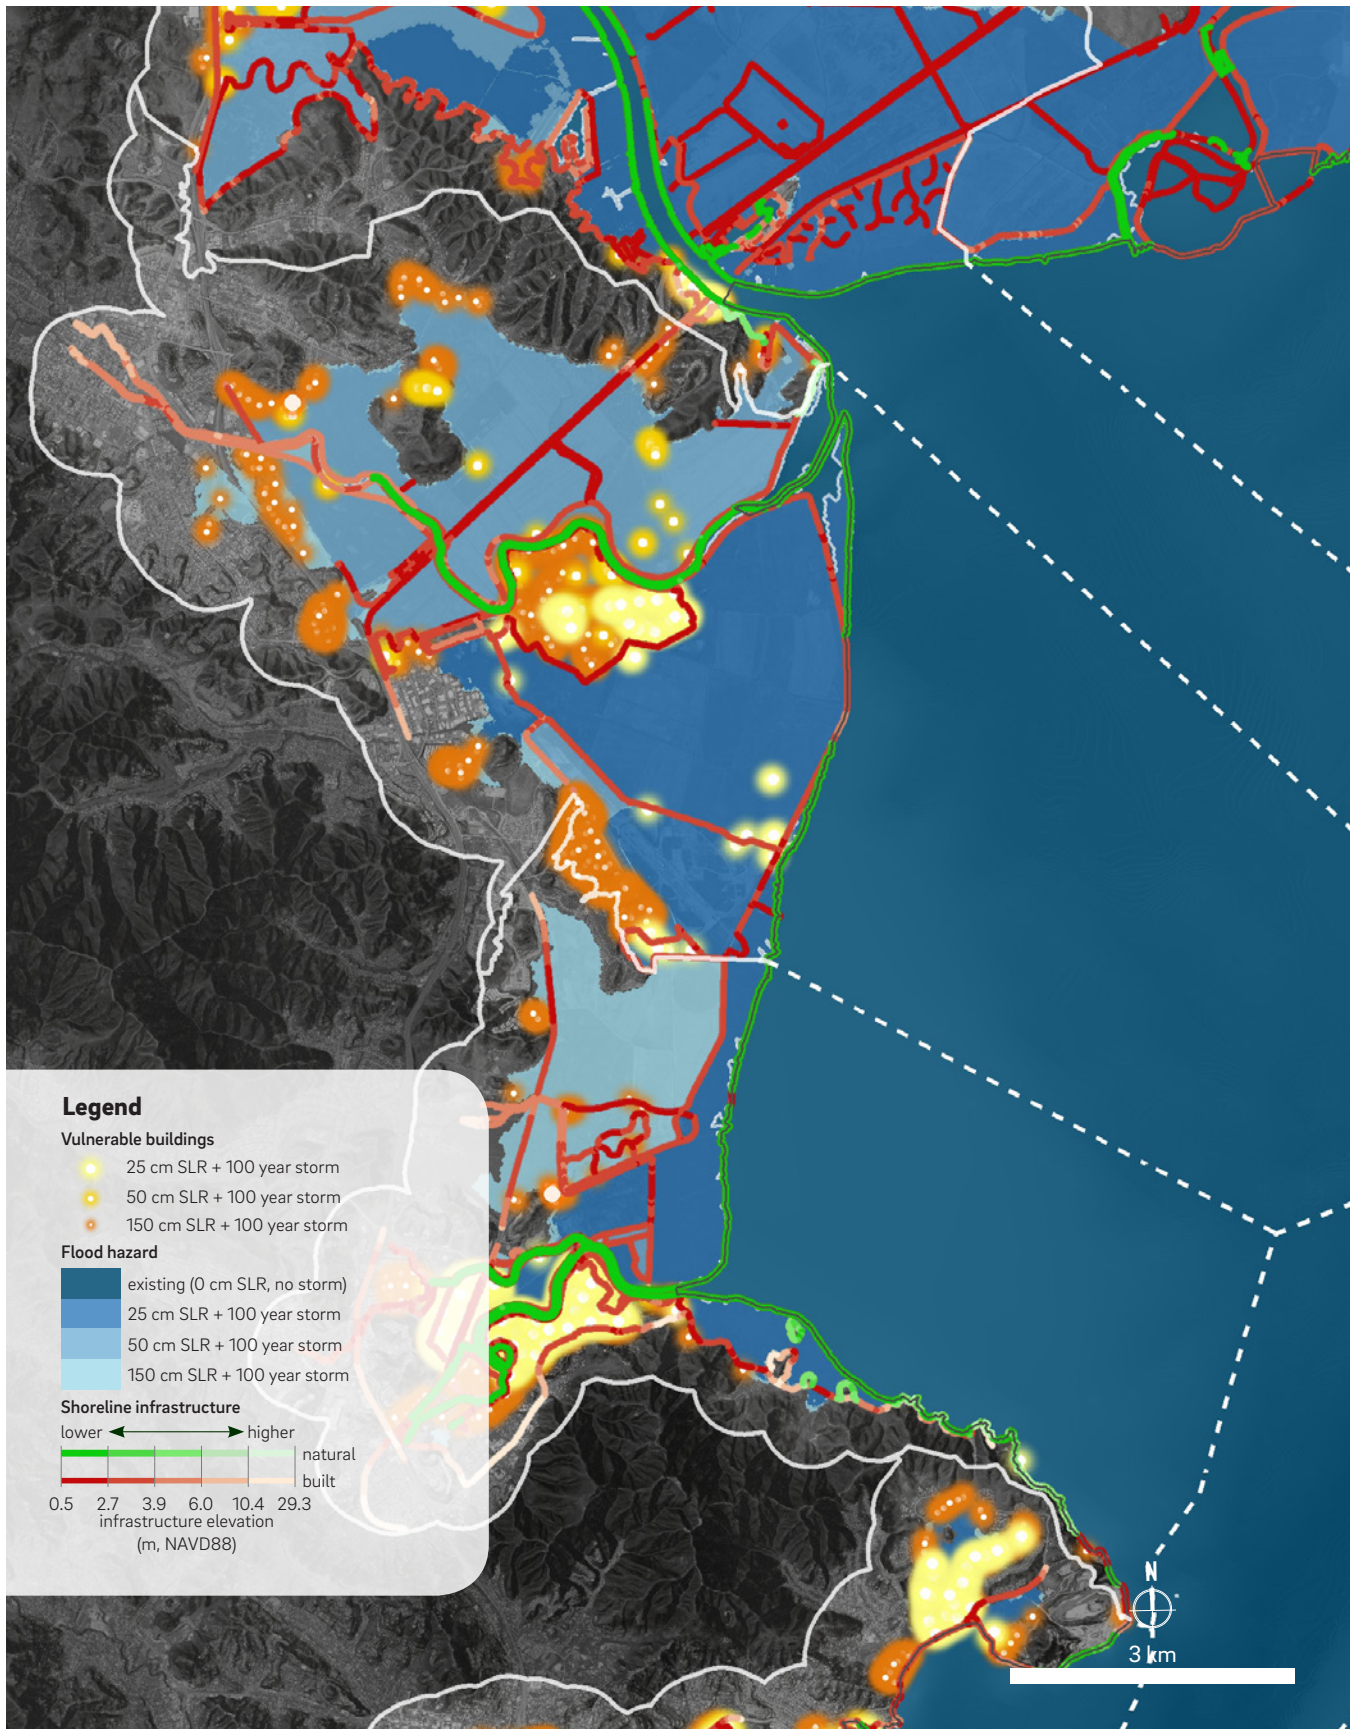 Legend
Vulnerable buildings
25 cm SLR + 100 year storm
50 cm SLR + 100 year storm
150 cm SLR + 100 year storm
Flood hazard
existing (0 cm SLR, no storm)
25 cm SLR + 100 year storm
50 cm SLR + 100 year storm
150 cm SLR + 100 year storm
Shoreline infrastructure
lower higher
natural
built
0.5 2.7 3.9 6.0 10.4 29.3
infrastructure elevation
(m, NAVD88)
N
3 km